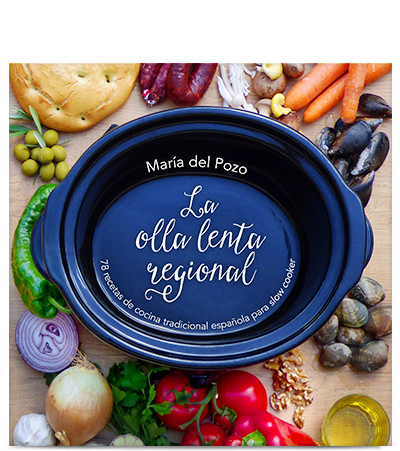 María del Pozo
La
olla lenta
regional
78 recetas de cocina tradicional española para slow cooker